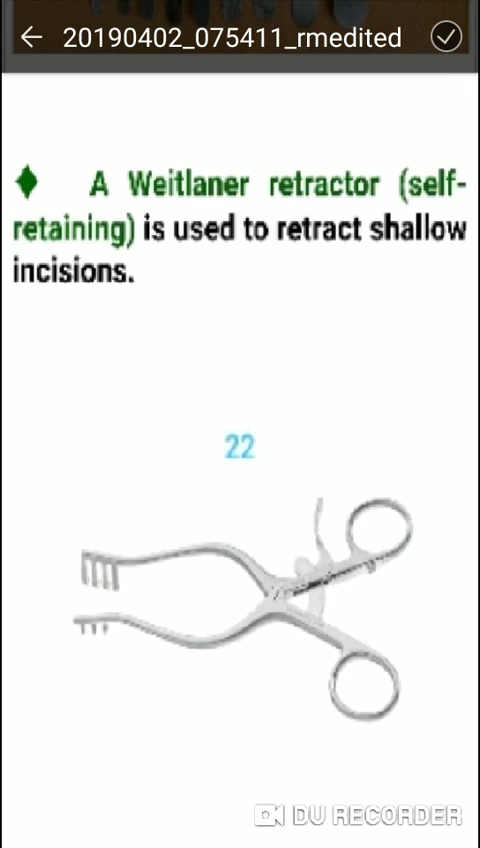 20190402_075411_rmedited
A Weitlaner retractor (self-
retaining) is used to retract shallow
incisions.
22
DU RECORDER